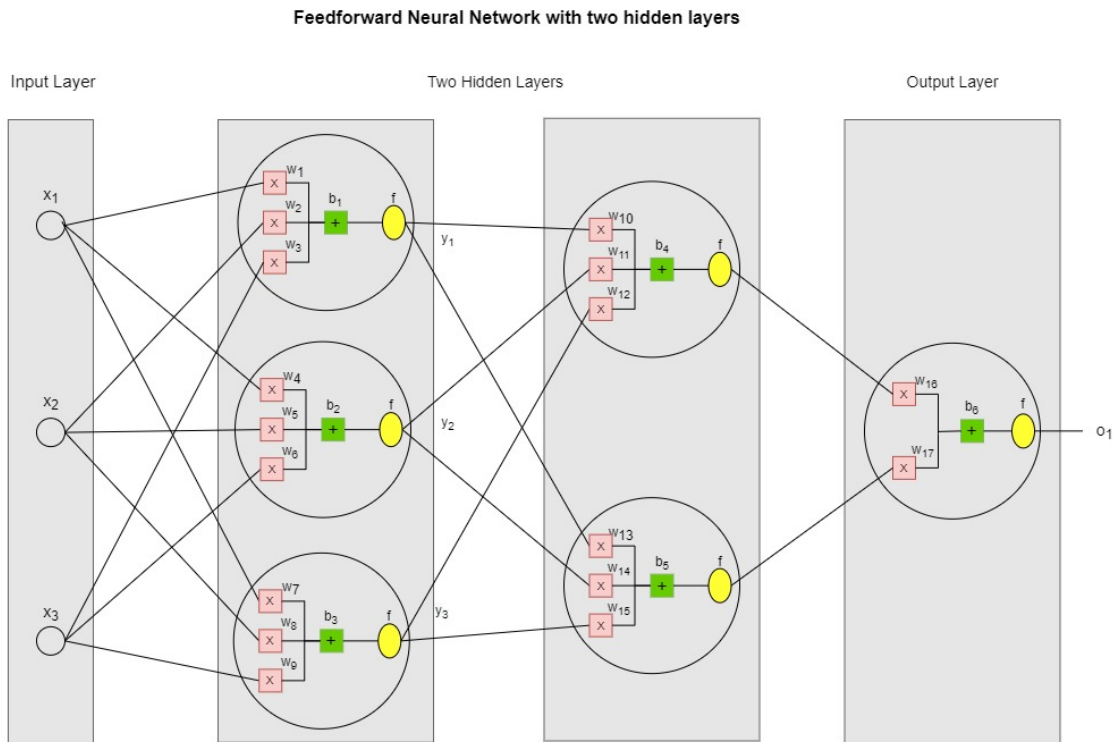 Feedforward Neural Network with two hidden layers
Input Layer
Two Hidden Layers
Output Layer
x₁
x₂
x₃
w₁
w₂
w₃
x
x
x
b₁
+
f
y₁
w₄
w₅
w₆
x
x
x
b₂
+
f
y₂
w₇
w₈
w₉
x
x
x
b₃
+
f
y₃
w₁₀
w₁₁
w₁₂
x
x
x
b₄
+
f
w₁₃
w₁₄
w₁₅
x
x
x
b₅
+
f
w₁₆
w₁₇
x
x
b₆
+
f
o₁